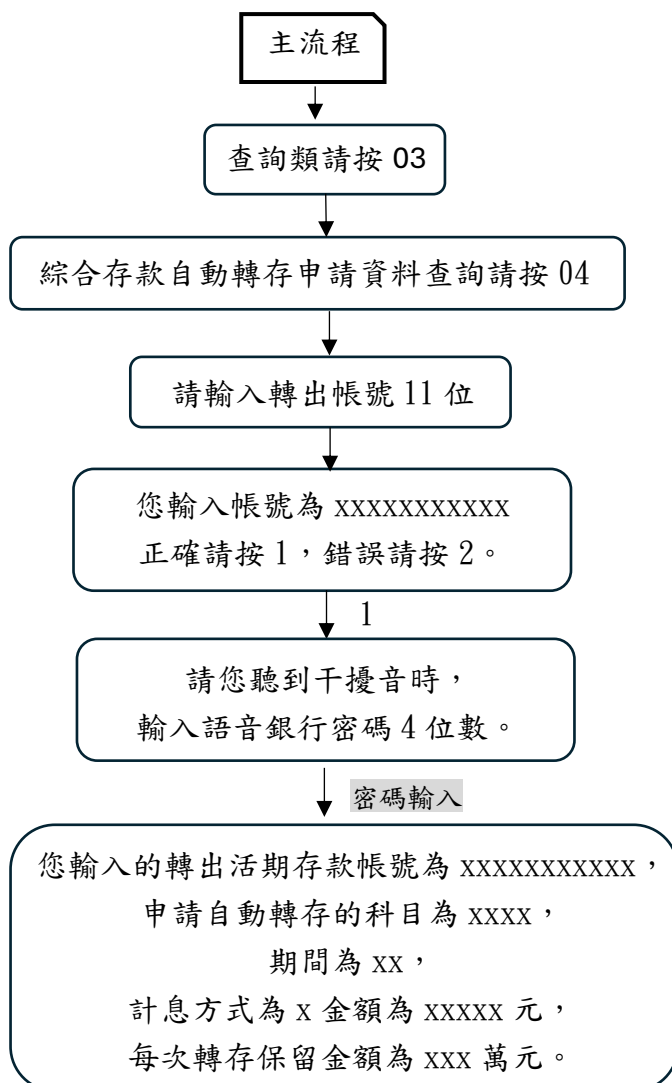 主流程
查詢類請按 03
綜合存款自動轉存申請資料查詢請按 04
請輸入轉出帳號 11 位
您輸入帳號為 xxxxxxxxxxx
正確請按 1，錯誤請按 2。
1
請您聽到干擾音時，
輸入語音銀行密碼 4 位數。
密碼輸入
您輸入的轉出活期存款帳號為 xxxxxxxxxxx，
申請自動轉存的科目為 xxxx，
期間為 xx，
計息方式為 x 金額為 xxxxx 元，
每次轉存保留金額為 xxx 萬元。